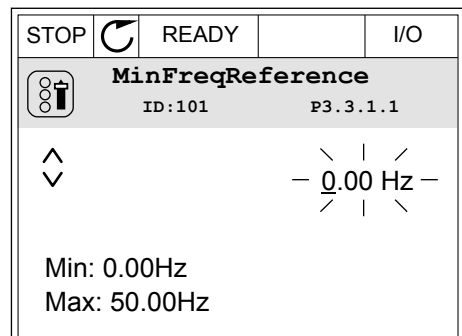 STOP READY I/O
MinFreqReference
ID:101 P3.3.1.1
0.00 Hz
Min: 0.00Hz
Max: 50.00Hz